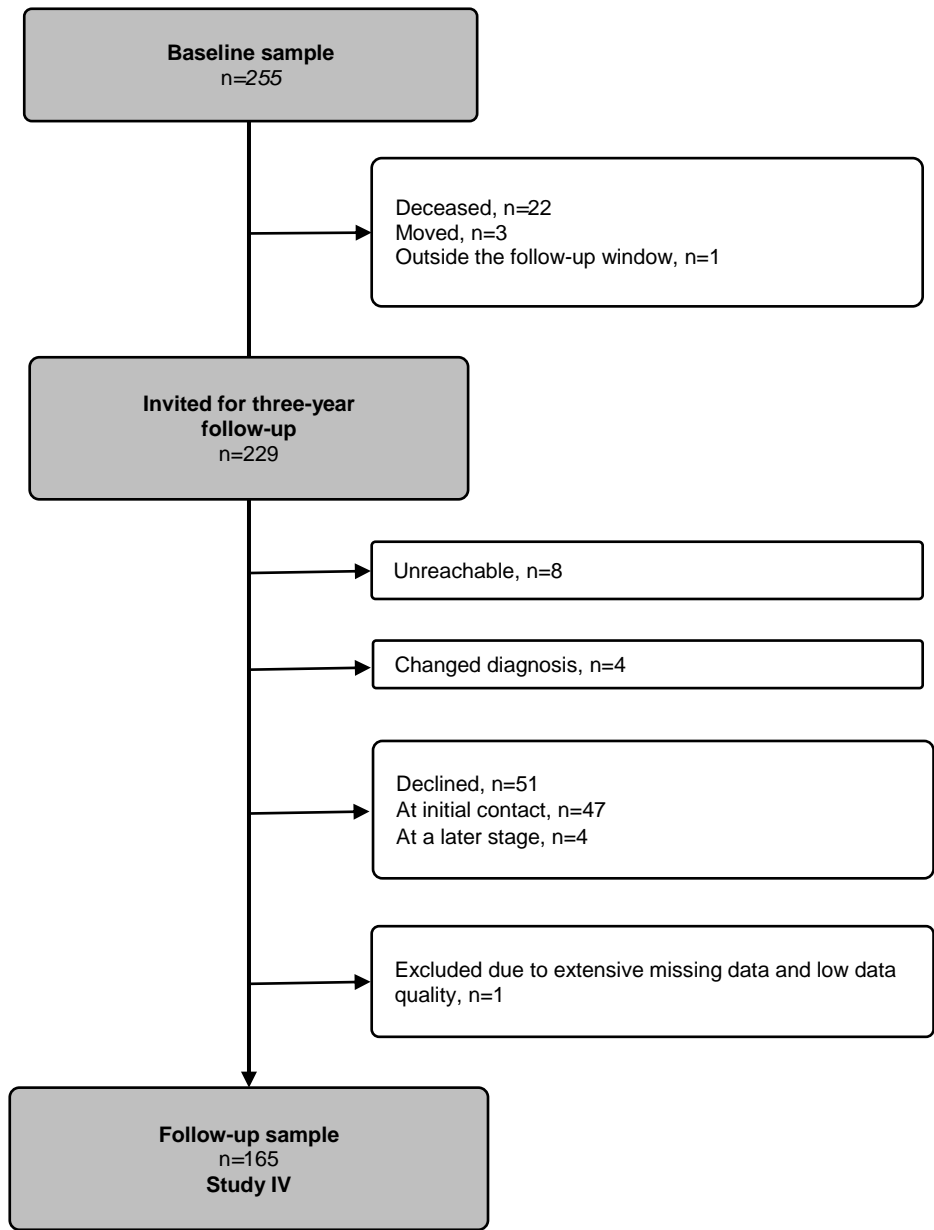 Baseline sample
n=255
Deceased, n=22
Moved, n=3
Outside the follow-up window, n=1
Invited for three-year
follow-up
n=229
Unreachable, n=8
Changed diagnosis, n=4
Declined, n=51
At initial contact, n=47
At a later stage, n=4
Excluded due to extensive missing data and low data
quality, n=1
Follow-up sample
n=165
Study IV